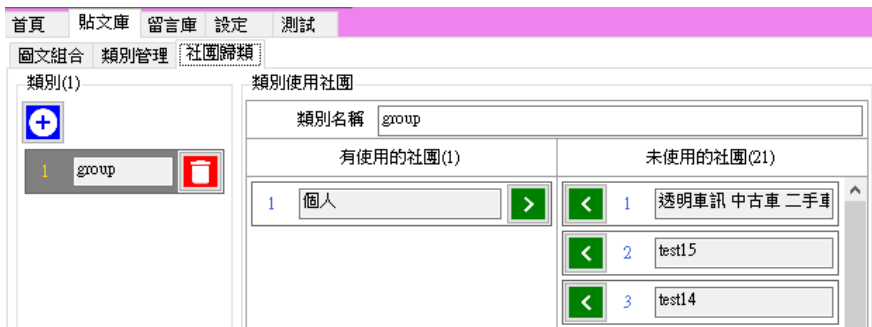 首頁 貼文庫 留言庫 設定 測試
圖文組合 類別管理 社團歸類
類別(1)
1 group
類別使用社團
類別名稱 group
有使用的社團(1) 未使用的社團(21)
1 個人
1 透明車訊 中古車 二手車
2 test15
3 test14